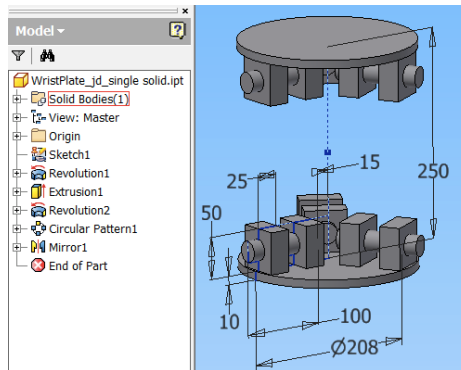 Model
WristPlate_jd_single solid.ipt
Solid Bodies(1)
View: Master
Origin
Sketch1
Revolution1
Extrusion1
Revolution2
Circular Pattern1
Mirror1
End of Part
250
15
25
50
10
100
Ø208